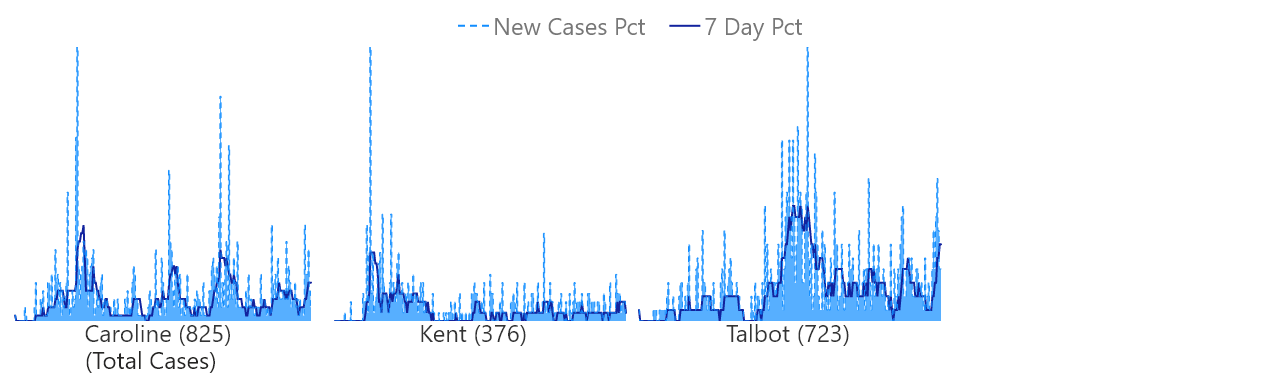 New Cases Pct 7 Day Pct
Caroline (825) Kent (376) Talbot (723)
(Total Cases)